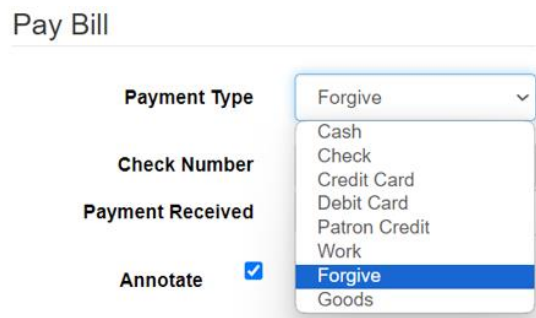 Pay Bill
Payment Type
Forgive
Cash
Check
Check Number
Credit Card
Debit Card
Payment Received
Patron Credit
Work
Annotate
Forgive
Goods